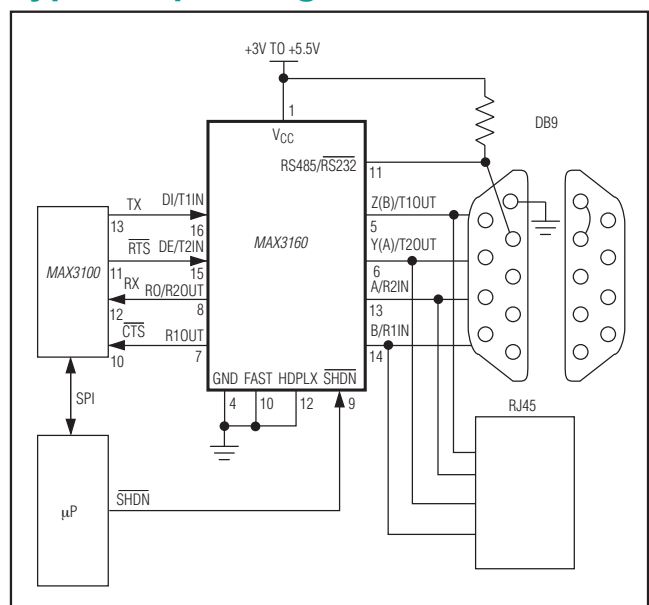 +3V TO +5.5V
1
VCC
DB9
RS485/RS232
11
TX
DI/T1IN
Z(B)/T1OUT
13
16
5
MAX3100
RTS
DE/T2IN
MAX3160
Y(A)/T2OUT
11
15
6
RX
RO/R2OUT
A/R2IN
12
8
13
CTS
R1OUT
B/R1IN
10
7
14
GND FAST HDPLX SHDN
4
10
12
9
SPI
RJ45
µP
SHDN